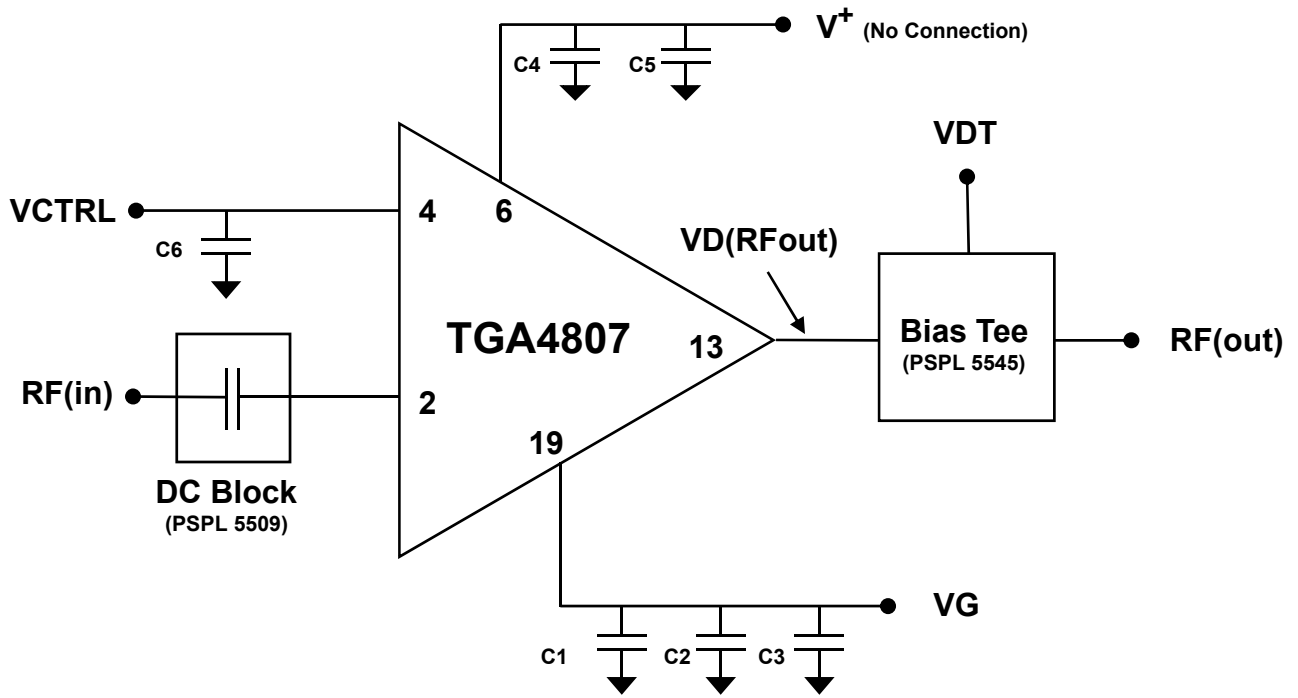 V+ (No Connection)
C4
C5
VDT
VCTRL
4
6
C6
VD(RFout)
TGA4807
13
Bias Tee
(PSPL 5545)
RF(out)
RF(in)
2
19
DC Block
(PSPL 5509)
VG
C1
C2
C3